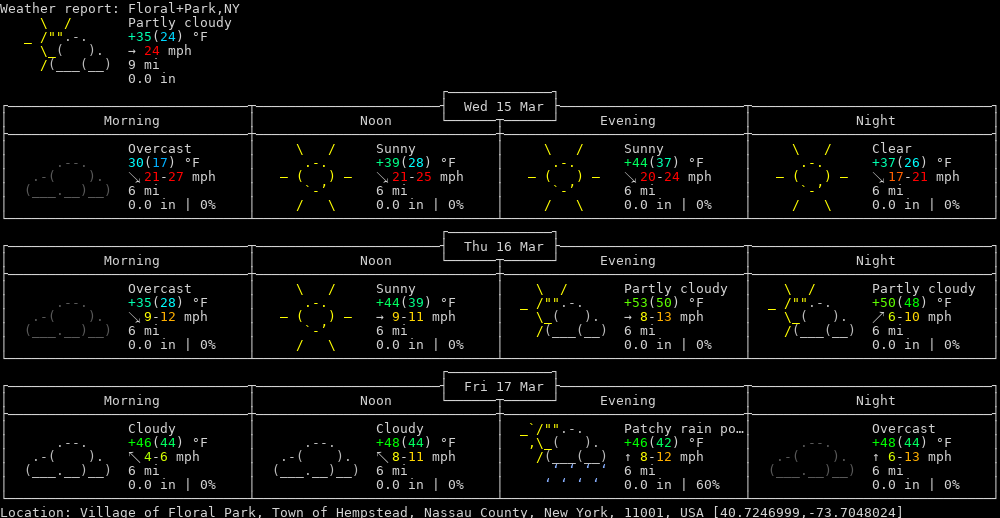 Weather report: Floral+Park,NY
Partly cloudy
+35(24) °F
→ 24 mph
9 mi
0.0 in
Wed 15 Mar
Morning Noon Evening Night
Overcast Sunny Sunny Clear
30(17) °F +39(28) °F +44(37) °F +37(26) °F
↘ 21-27 mph ↘ 21-25 mph ↘ 20-24 mph ↘ 17-21 mph
6 mi 6 mi 6 mi 6 mi
0.0 in | 0% 0.0 in | 0% 0.0 in | 0% 0.0 in | 0%
Thu 16 Mar
Morning Noon Evening Night
Overcast Sunny Partly cloudy Partly cloudy
+35(28) °F +44(39) °F +53(50) °F +50(48) °F
↘ 9-12 mph → 9-11 mph → 8-13 mph ↗ 6-10 mph
6 mi 6 mi 6 mi 6 mi
0.0 in | 0% 0.0 in | 0% 0.0 in | 0% 0.0 in | 0%
Fri 17 Mar
Morning Noon Evening Night
Cloudy Cloudy Patchy rain po… Overcast
+46(44) °F +48(44) °F +46(42) °F +48(44) °F
↖ 4-6 mph ↖ 8-11 mph ↑ 8-12 mph ↑ 6-13 mph
6 mi 6 mi 6 mi 6 mi
0.0 in | 0% 0.0 in | 0% 0.0 in | 60% 0.0 in | 0%
Location: Village of Floral Park, Town of Hempstead, Nassau County, New York, 11001, USA [40.7246999,-73.7048024]